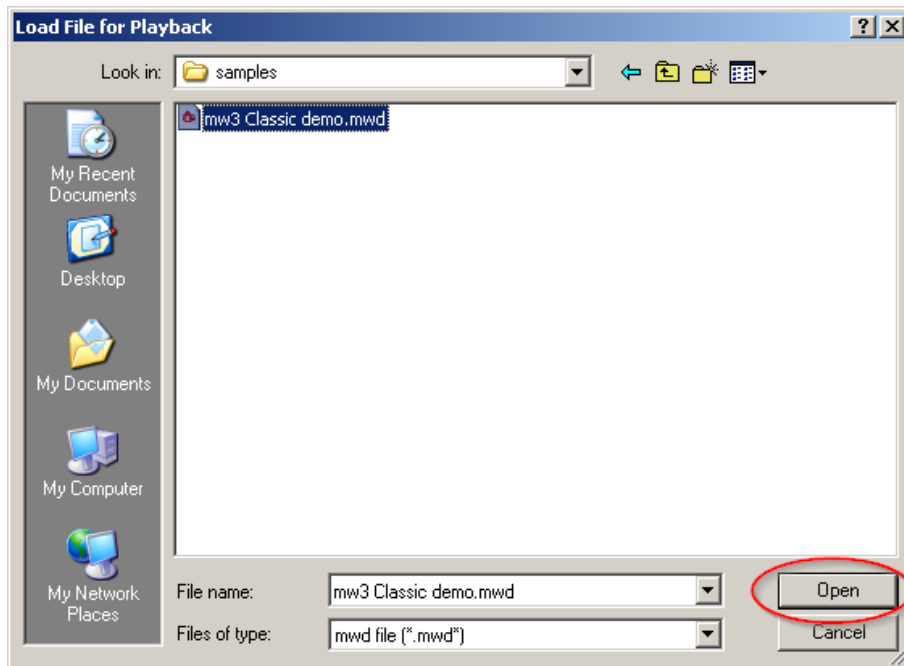 Load File for Playback
Look in:
samples
mw3 Classic demo.mwd
My Recent
Documents
Desktop
My Documents
My Computer
My Network
Places
File name:
mw3 Classic demo.mwd
Open
Files of type:
mwd file (*.mwd*)
Cancel